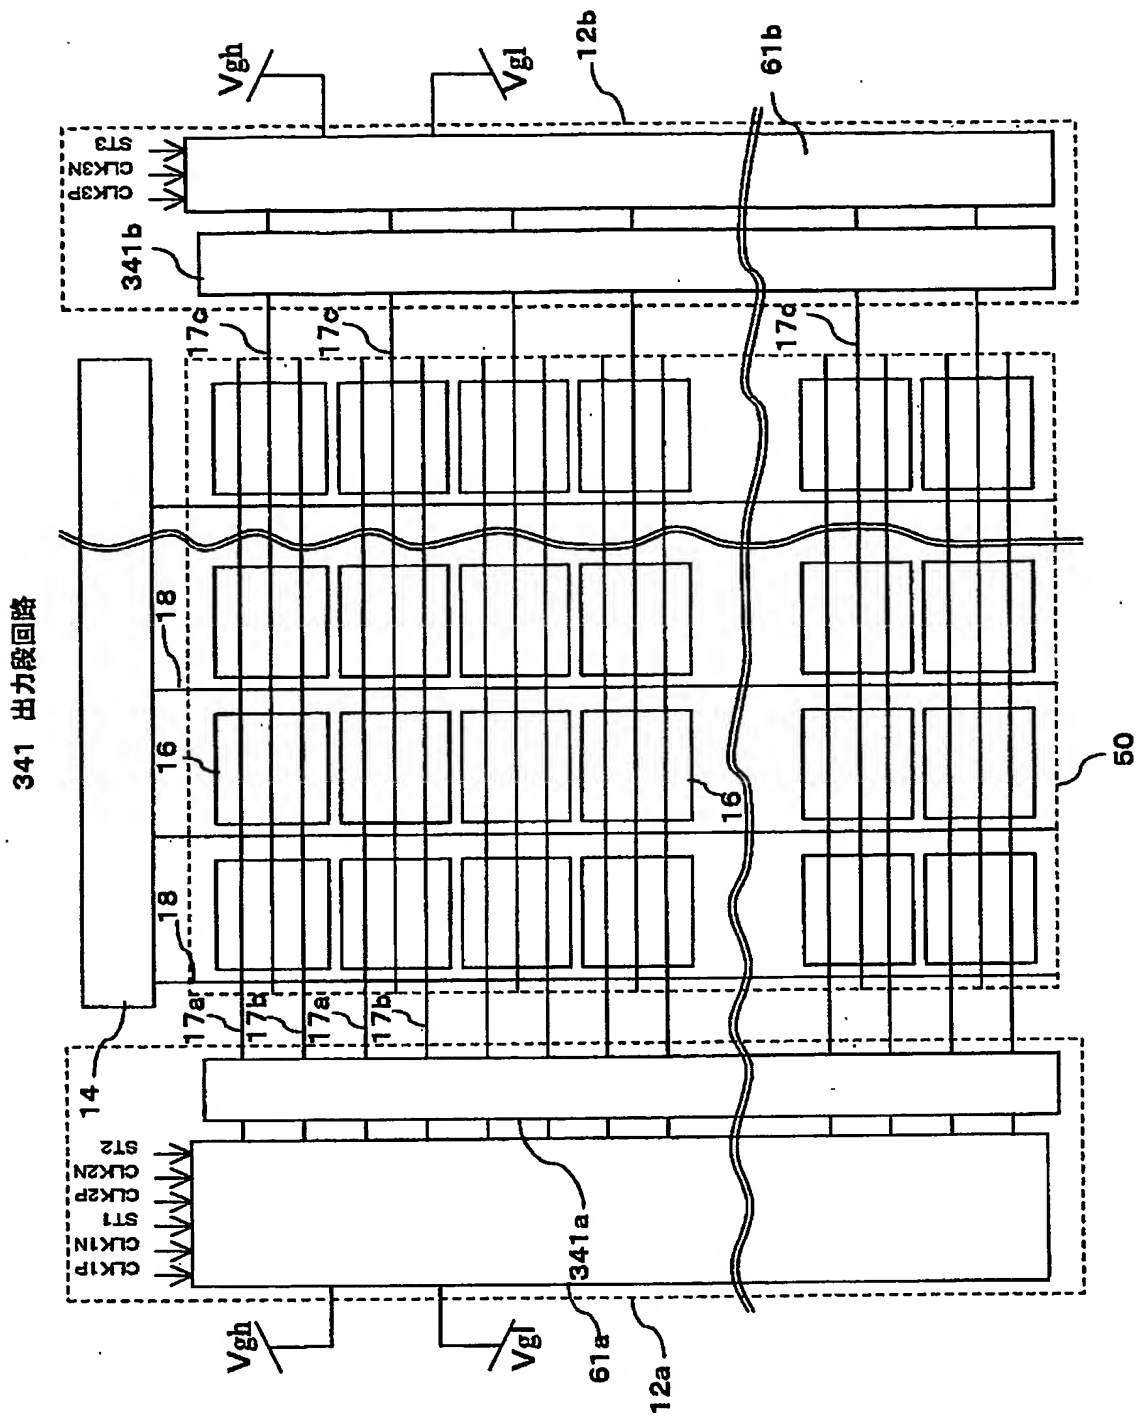 341 出力段回路
14
18
16
18
17a
17b
17a
17b
17c
17c
17d
16
50
341b
61b
12b
Vgh
Vgl
CLK3P
CLK3N
ST3
CLK1P
CLK1N
ST1
CLK2P
CLK2N
ST2
Vgh
Vgl
341a
61a
12a